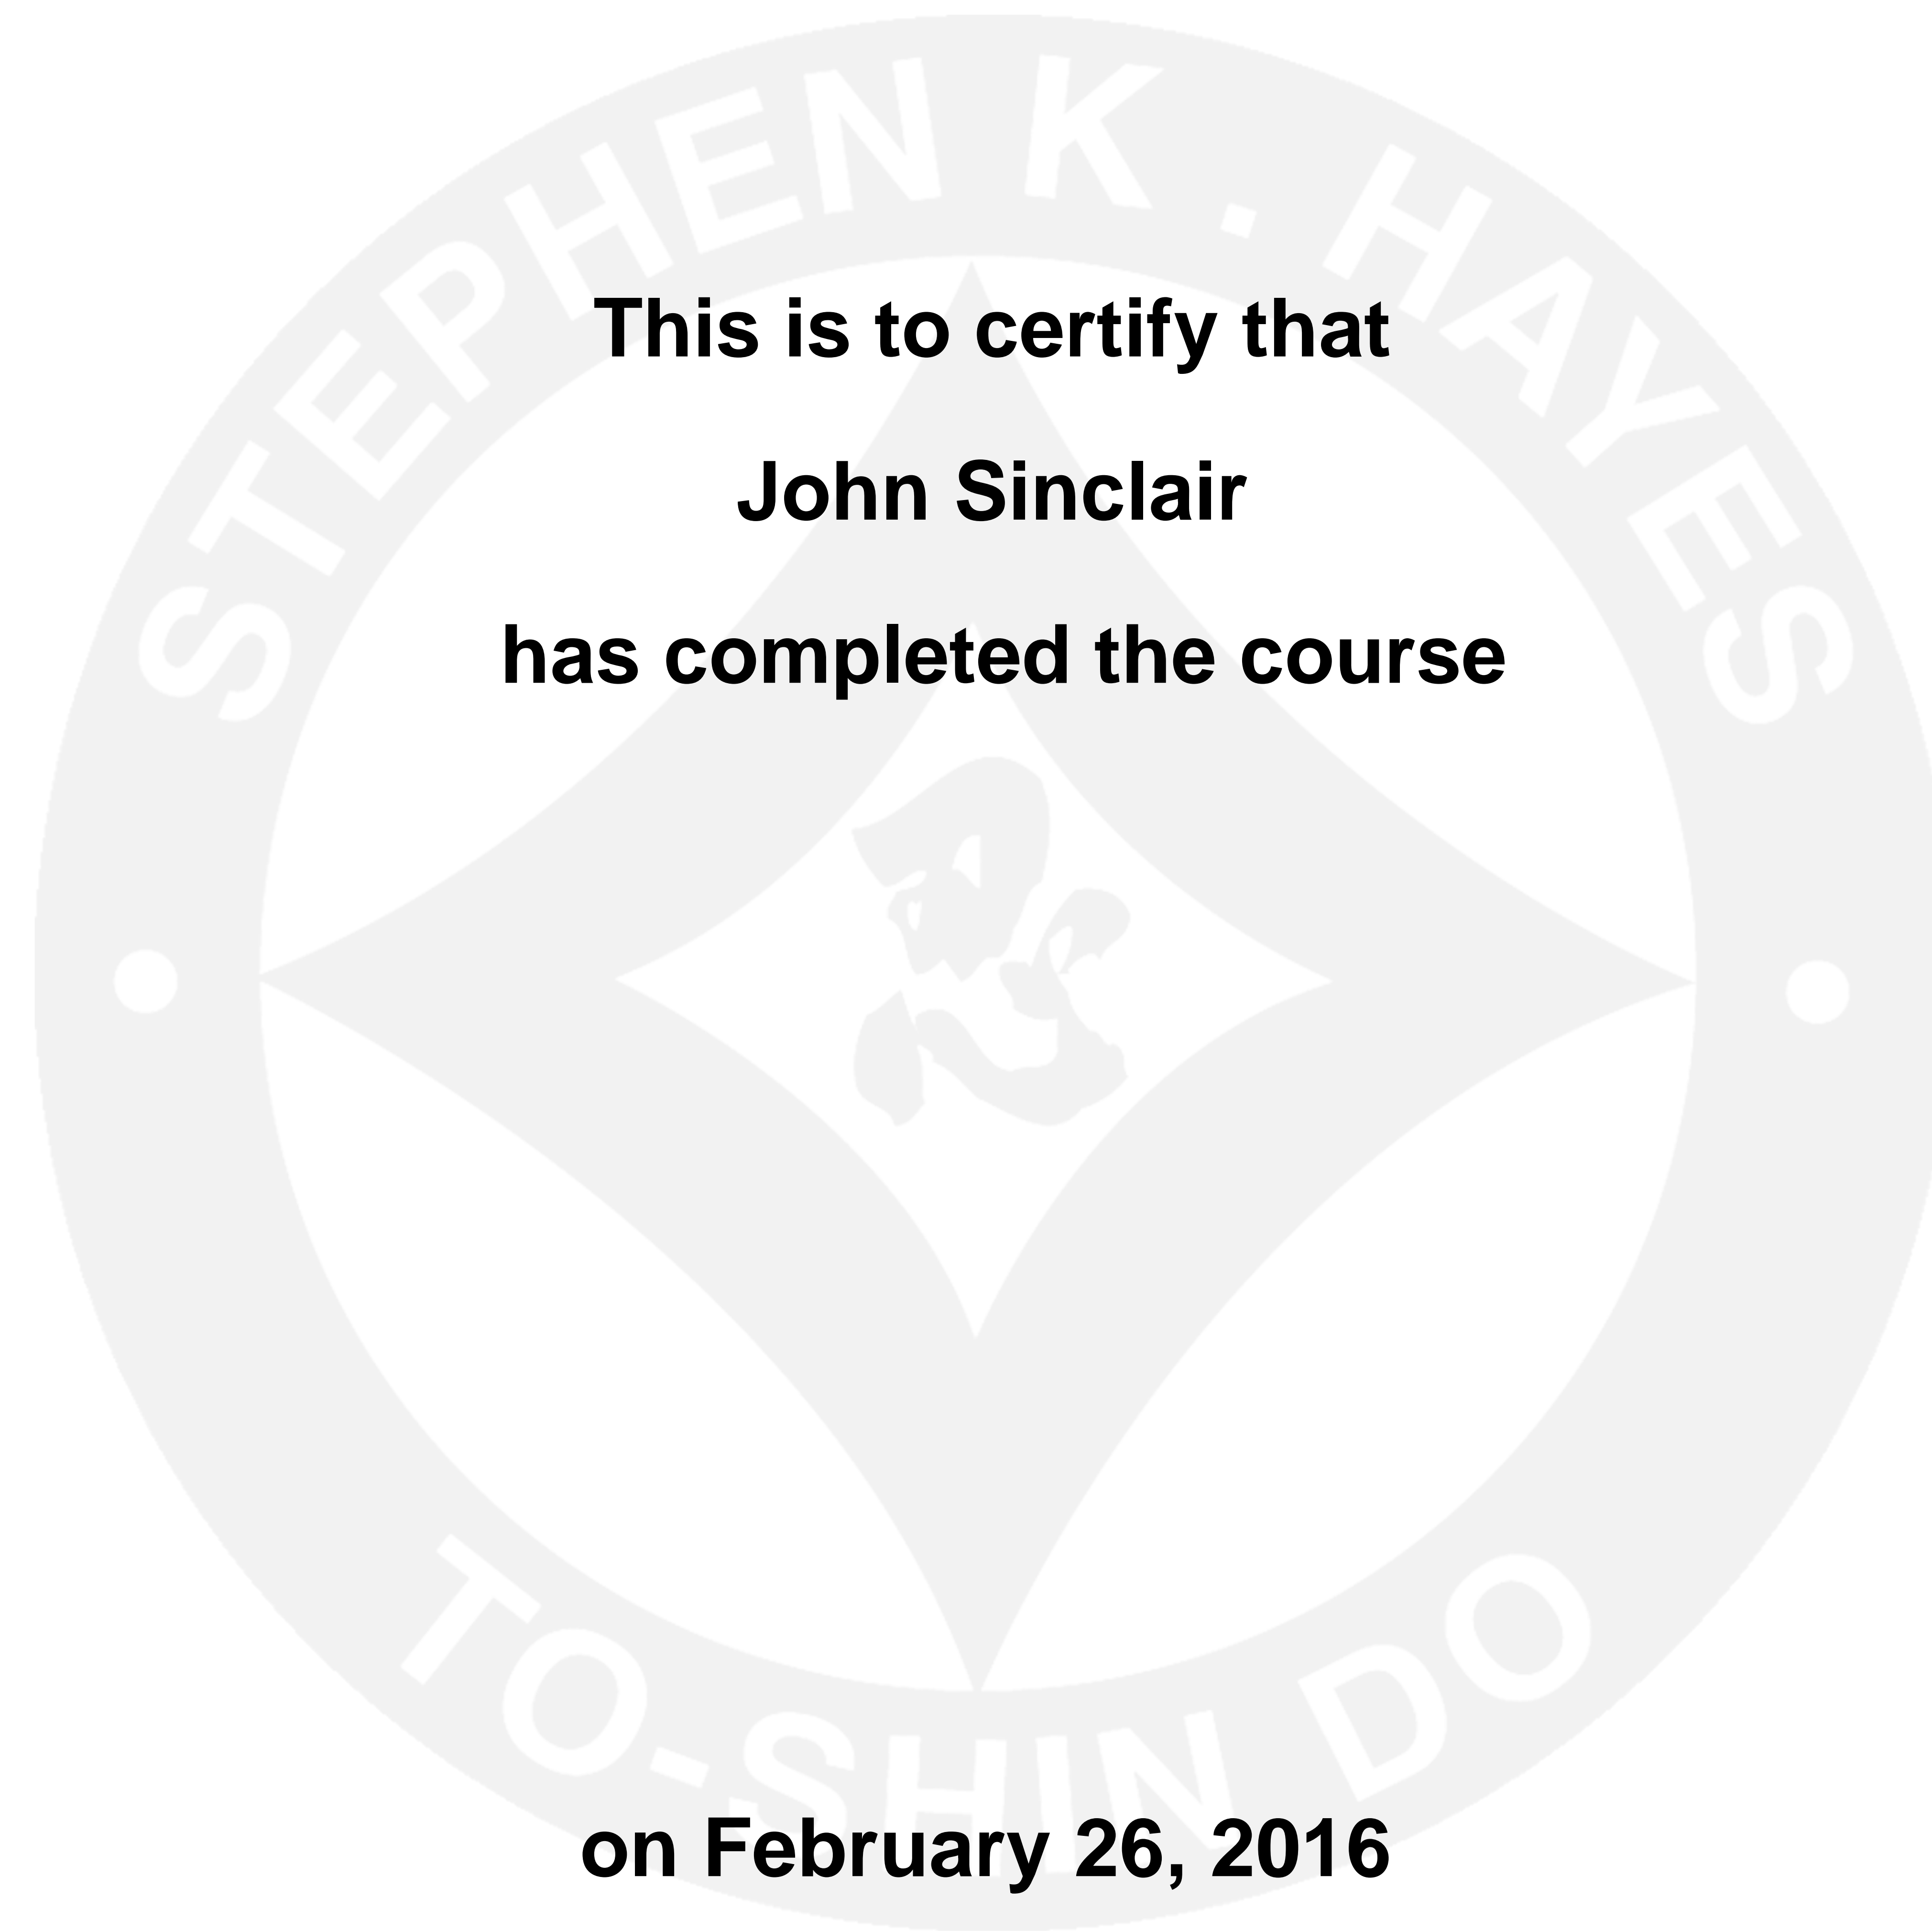 STEPHEN K. HAYES
This is to certify that
John Sinclair
has completed the course
忍
TO-SHIN DO
on February 26, 2016